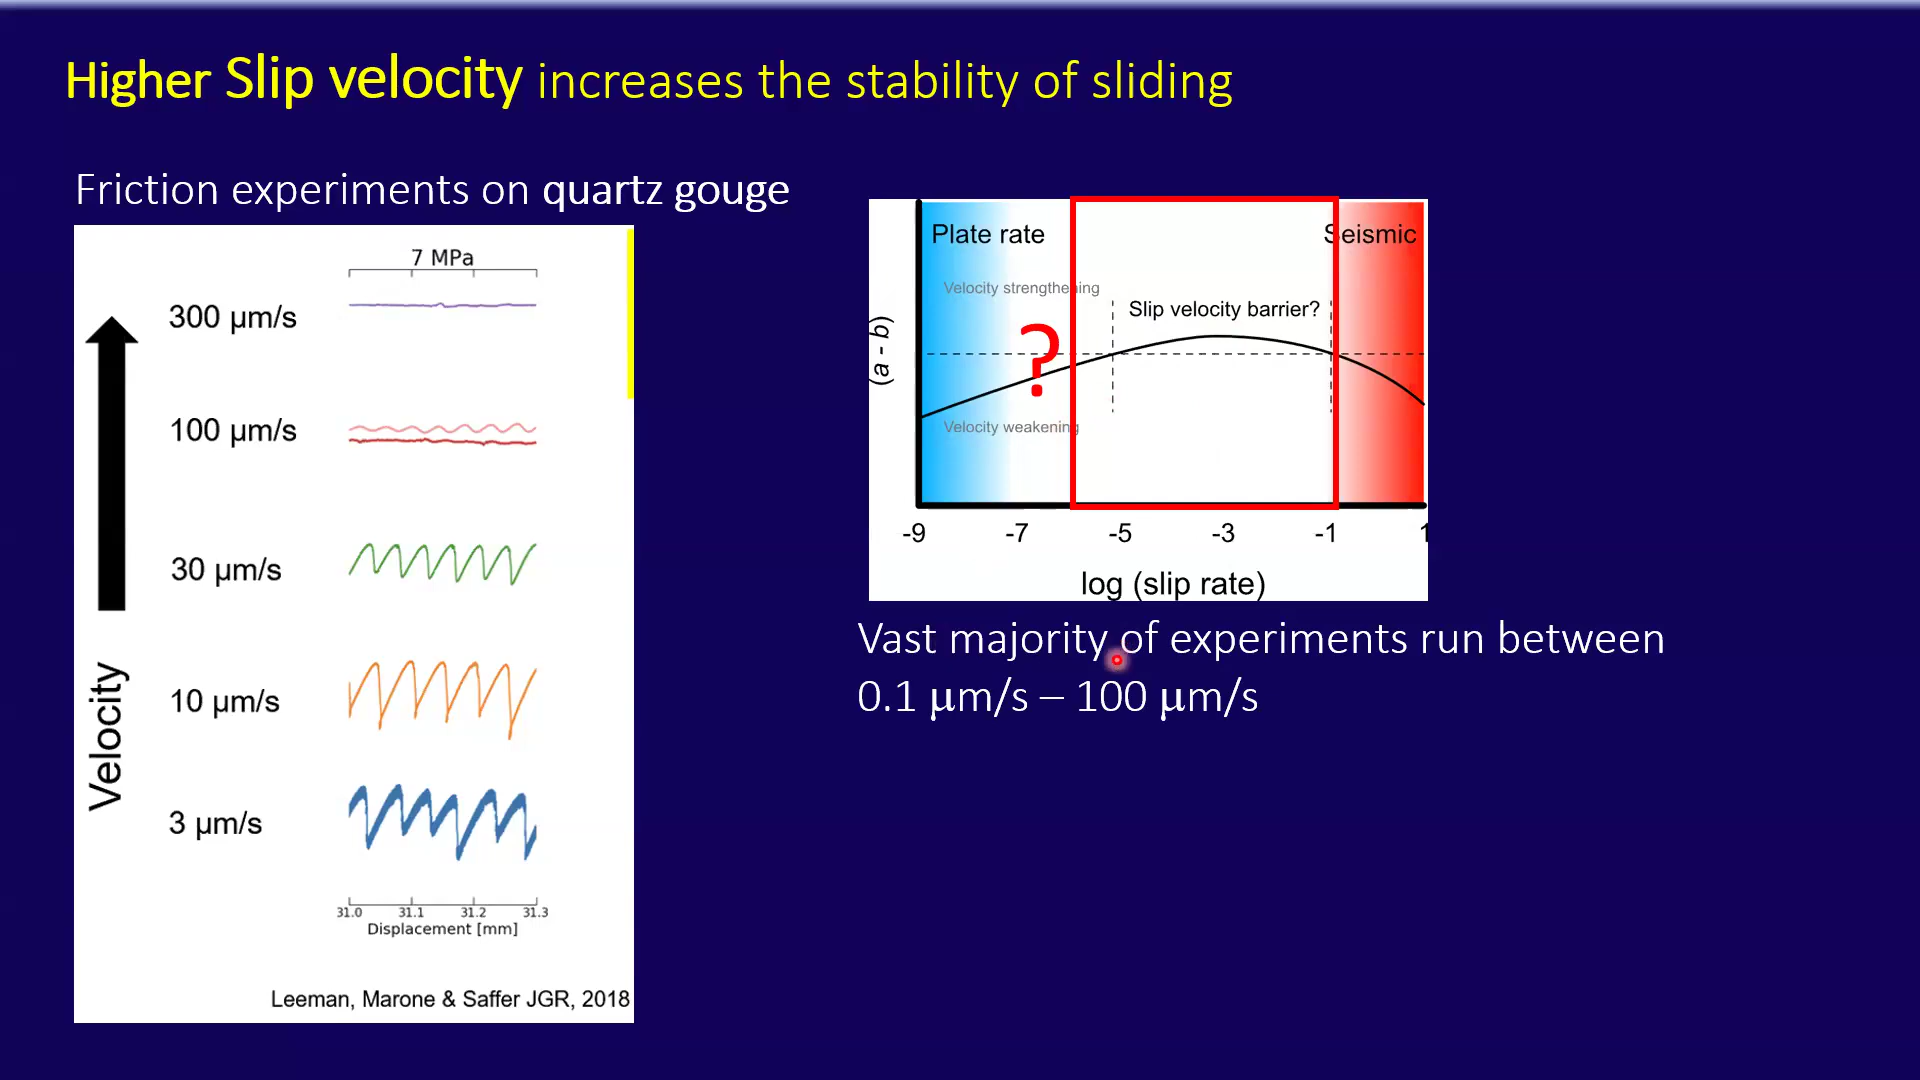 Higher Slip velocity increases the stability of sliding
Friction experiments on quartz gouge
7 MPa
300 µm/s
100 µm/s
30 µm/s
10 µm/s
3 µm/s
Velocity
31.0 31.1 31.2 31.3
Displacement [mm]
Leeman, Marone & Saffer JGR, 2018
Plate rate
Seismic
Velocity strengthening
Slip velocity barrier?
?
(a - b)
Velocity weakening
-9 -7 -5 -3 -1 1
log (slip rate)
Vast majority of experiments run between
0.1 µm/s – 100 µm/s